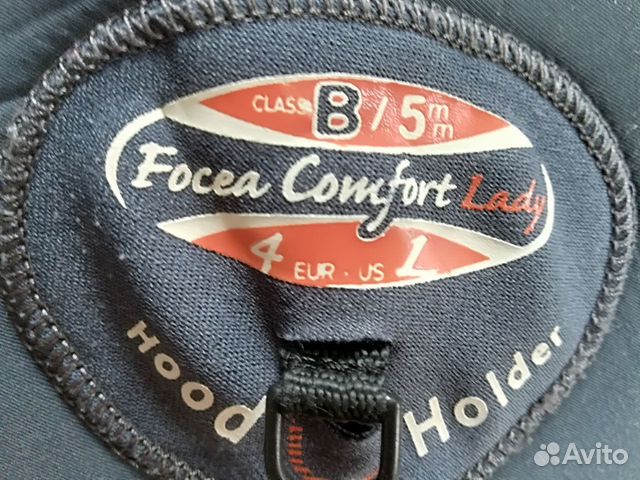 CLASS B / 5mm
Focea Comfort Lady
4 EUR · US L
Hood Holder
Avito